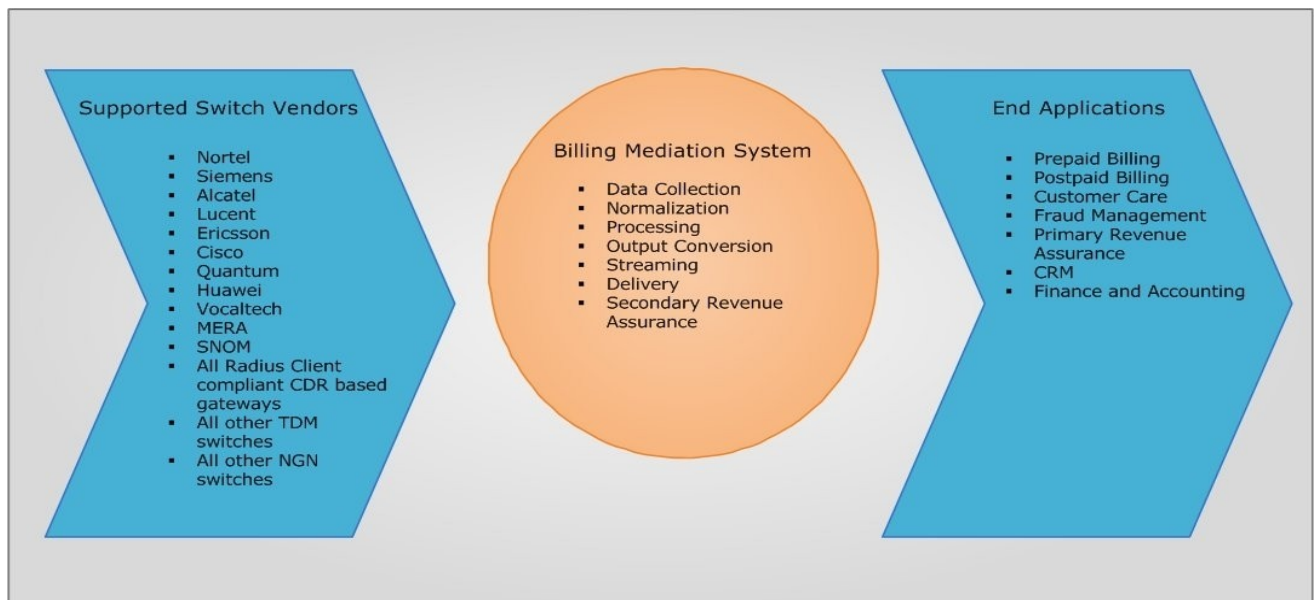 Supported Switch Vendors
▪ Nortel
▪ Siemens
▪ Alcatel
▪ Lucent
▪ Ericsson
▪ Cisco
▪ Quantum
▪ Huawei
▪ Vocaltech
▪ MERA
▪ SNOM
▪ All Radius Client
compliant CDR based
gateways
▪ All other TDM
switches
▪ All other NGN
switches
Billing Mediation System
▪ Data Collection
▪ Normalization
▪ Processing
▪ Output Conversion
▪ Streaming
▪ Delivery
▪ Secondary Revenue
Assurance
End Applications
▪ Prepaid Billing
▪ Postpaid Billing
▪ Customer Care
▪ Fraud Management
▪ Primary Revenue
Assurance
▪ CRM
▪ Finance and Accounting